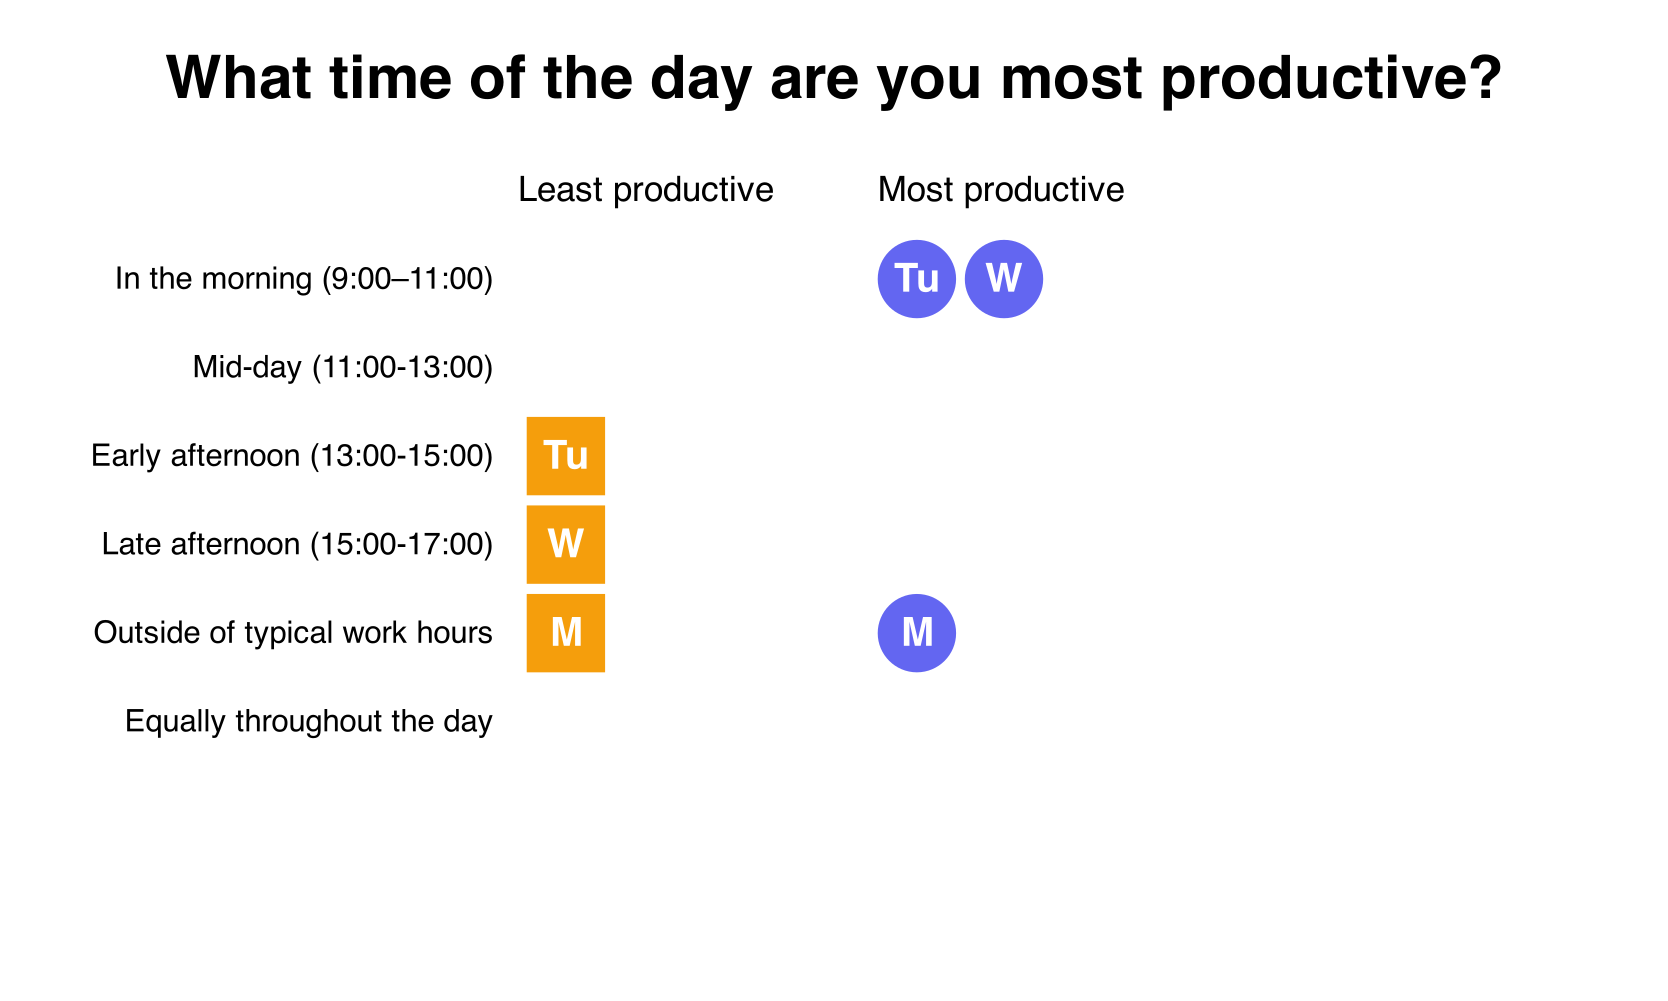 What time of the day are you most productive?
Least productive Most productive
In the morning (9:00–11:00) Tu W
Mid-day (11:00-13:00)
Early afternoon (13:00-15:00) Tu
Late afternoon (15:00-17:00) W
Outside of typical work hours M M
Equally throughout the day